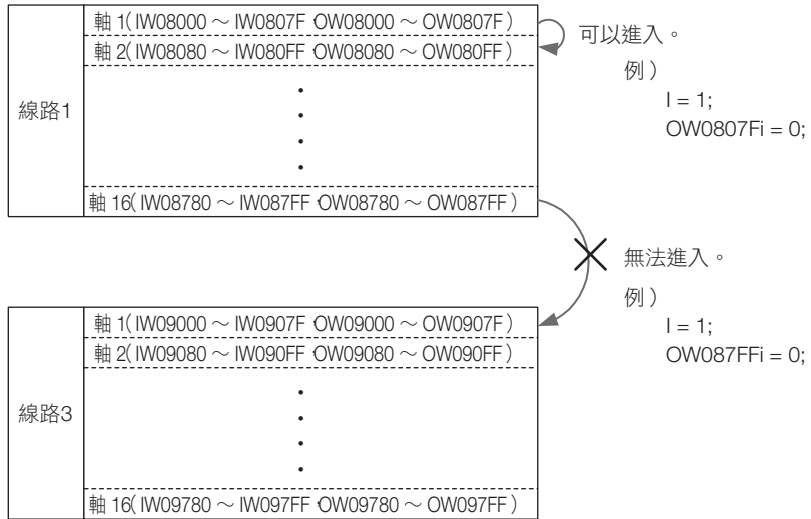 線路1
軸 1( IW08000 ～ IW0807F ･OW08000 ～ OW0807F )
軸 2( IW08080 ～ IW080FF ･OW08080 ～ OW080FF )
軸 16( IW08780 ～ IW087FF ･OW08780 ～ OW087FF )
可以進入。
例 )
I = 1;
OW0807Fi = 0;
無法進入。
例 )
I = 1;
OW087FFi = 0;
線路3
軸 1( IW09000 ～ IW0907F ･OW09000 ～ OW0907F )
軸 2( IW09080 ～ IW090FF ･OW09080 ～ OW090FF )
軸 16( IW09780 ～ IW097FF ･OW09780 ～ OW097FF )